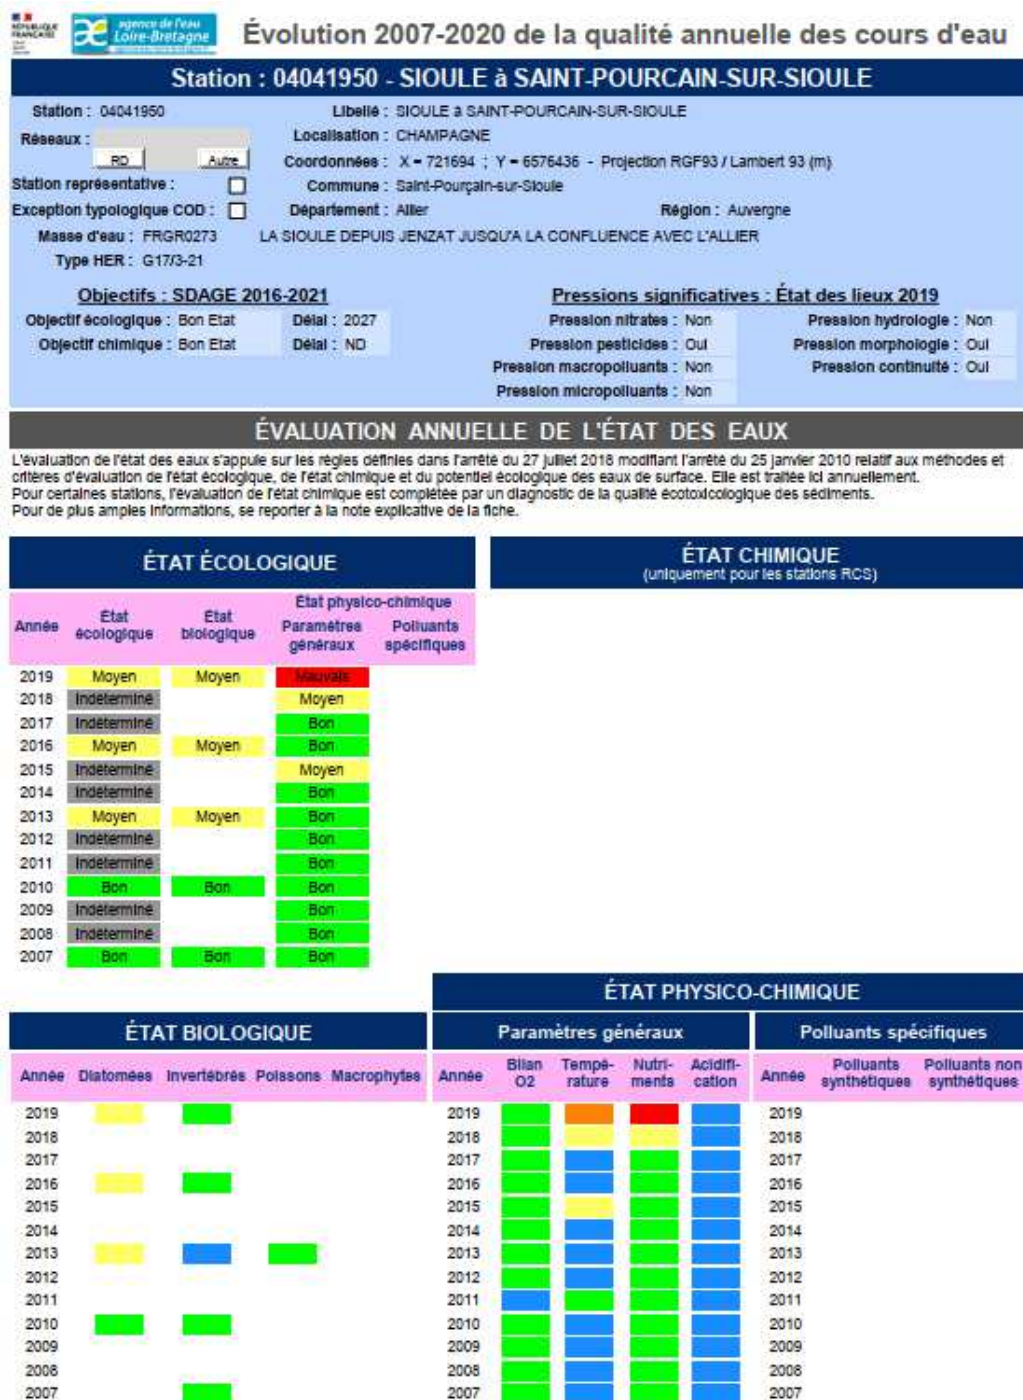 RÉPUBLIQUE
FRANÇAISE
agence de l'eau
Loire-Bretagne
Évolution 2007-2020 de la qualité annuelle des cours d'eau
Station : 04041950 - SIOULE à SAINT-POURCAIN-SUR-SIOULE
Station : 04041950 Libellé : SIOULE à SAINT-POURCAIN-SUR-SIOULE
Réseaux : Localisation : CHAMPAGNE
RD Autre Coordonnées : X = 721694 ; Y = 6576436 - Projection RGF93 / Lambert 93 (m)
Station représentative : Commune : Saint-Pourçain-sur-Sioule
Exception typologique COD : Département : Allier Région : Auvergne
Masse d'eau : FRGR0273 LA SIOULE DEPUIS JENZAT JUSQU'A LA CONFLUENCE AVEC L'ALLIER
Type HER : G17/3-21
Objectifs : SDAGE 2016-2021 Pressions significatives : État des lieux 2019
Objectif écologique : Bon Etat Délai : 2027 Pression nitrates : Non Pression hydrologie : Non
Objectif chimique : Bon Etat Délai : ND Pression pesticides : Oui Pression morphologie : Oui
Pression macropolluants : Non Pression continuité : Oui
Pression micropolluants : Non
ÉVALUATION ANNUELLE DE L'ÉTAT DES EAUX
L'évaluation de l'état des eaux s'appuie sur les règles définies dans l'arrêté du 27 juillet 2018 modifiant l'arrêté du 25 janvier 2010 relatif aux méthodes et
critères d'évaluation de l'état écologique, de l'état chimique et du potentiel écologique des eaux de surface. Elle est traitée ici annuellement.
Pour certaines stations, l'évaluation de l'état chimique est complétée par un diagnostic de la qualité écotoxicologique des sédiments.
Pour de plus amples informations, se reporter à la note explicative de la fiche.
ÉTAT ÉCOLOGIQUE
ÉTAT CHIMIQUE
(uniquement pour les stations RCS)
État physico-chimique
Année État écologique État biologique Paramètres généraux Polluants spécifiques
2019 Moyen Moyen Mauvais
2018 Indéterminé Moyen
2017 Indéterminé Bon
2016 Moyen Moyen Bon
2015 Indéterminé Moyen
2014 Indéterminé Bon
2013 Moyen Moyen Bon
2012 Indéterminé Bon
2011 Indéterminé Bon
2010 Bon Bon Bon
2009 Indéterminé Bon
2008 Indéterminé Bon
2007 Bon Bon Bon
ÉTAT PHYSICO-CHIMIQUE
ÉTAT BIOLOGIQUE Paramètres généraux Polluants spécifiques
Année Diatomées Invertébrés Poissons Macrophytes Année Bilan O2 Tempé-rature Nutri-ments Acidifi-cation Année Polluants synthétiques Polluants non synthétiques
2019 2019 2019
2018 2018 2018
2017 2017 2017
2016 2016 2016
2015 2015 2015
2014 2014 2014
2013 2013 2013
2012 2012 2012
2011 2011 2011
2010 2010 2010
2009 2009 2009
2008 2008 2008
2007 2007 2007